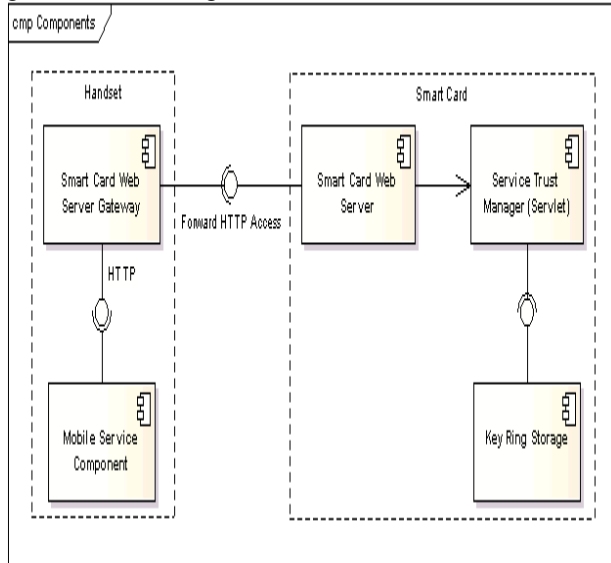 cmp Components
Handset
Smart Card
Smart Card Web
Server Gateway
Forward HTTP Access
Smart Card Web
Server
Service Trust
Manager (Servlet)
HTTP
Mobile Service
Component
Key Ring Storage